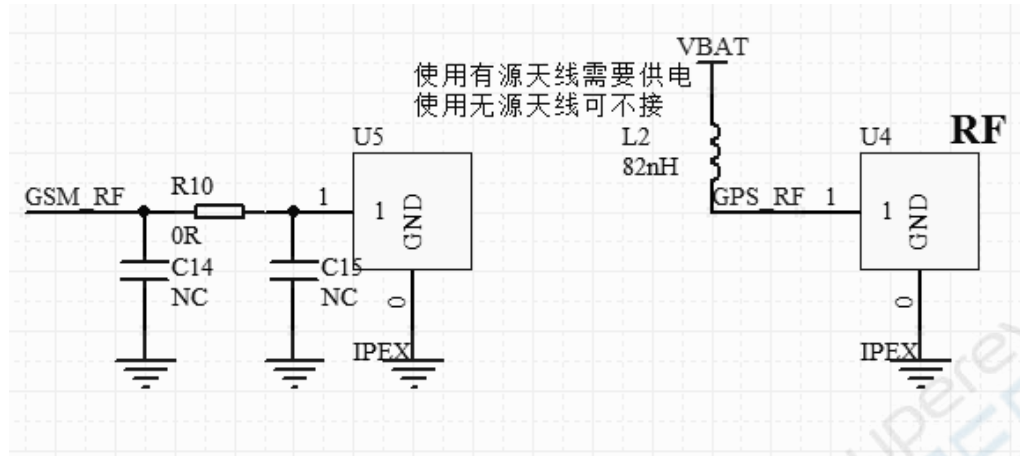 VBAT
使用有源天线需要供电
使用无源天线可不接
U5
L2
82nH
U4
RF
GSM_RF
R10
0R
1
1
GND
GPS_RF
1
1
GND
C14
NC
C15
NC
0
0
IPEX
IPEX